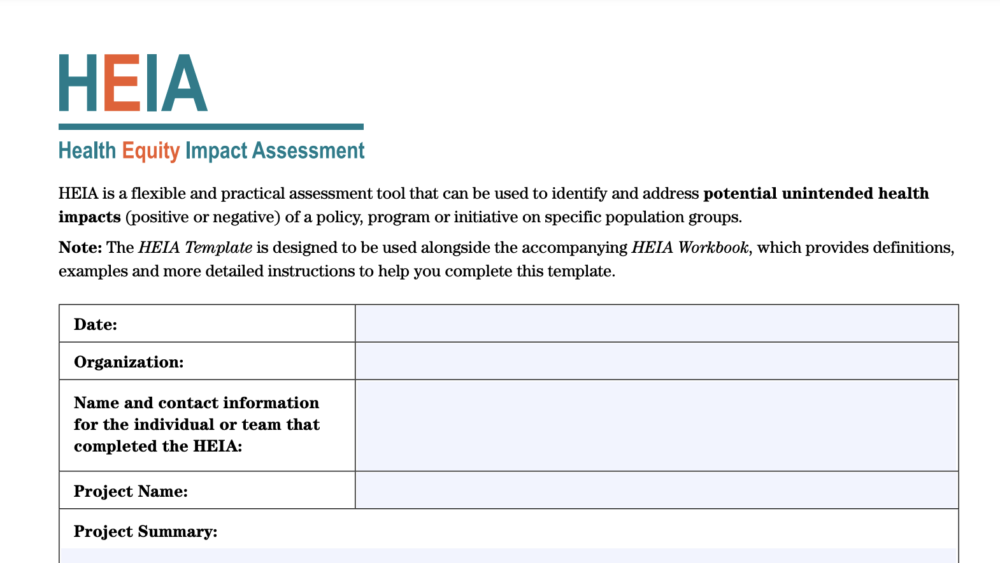 HEIA
Health Equity Impact Assessment
HEIA is a flexible and practical assessment tool that can be used to identify and address potential unintended health
impacts (positive or negative) of a policy, program or initiative on specific population groups.
Note: The HEIA Template is designed to be used alongside the accompanying HEIA Workbook, which provides definitions,
examples and more detailed instructions to help you complete this template.
Date:
Organization:
Name and contact information
for the individual or team that
completed the HEIA:
Project Name:
Project Summary: